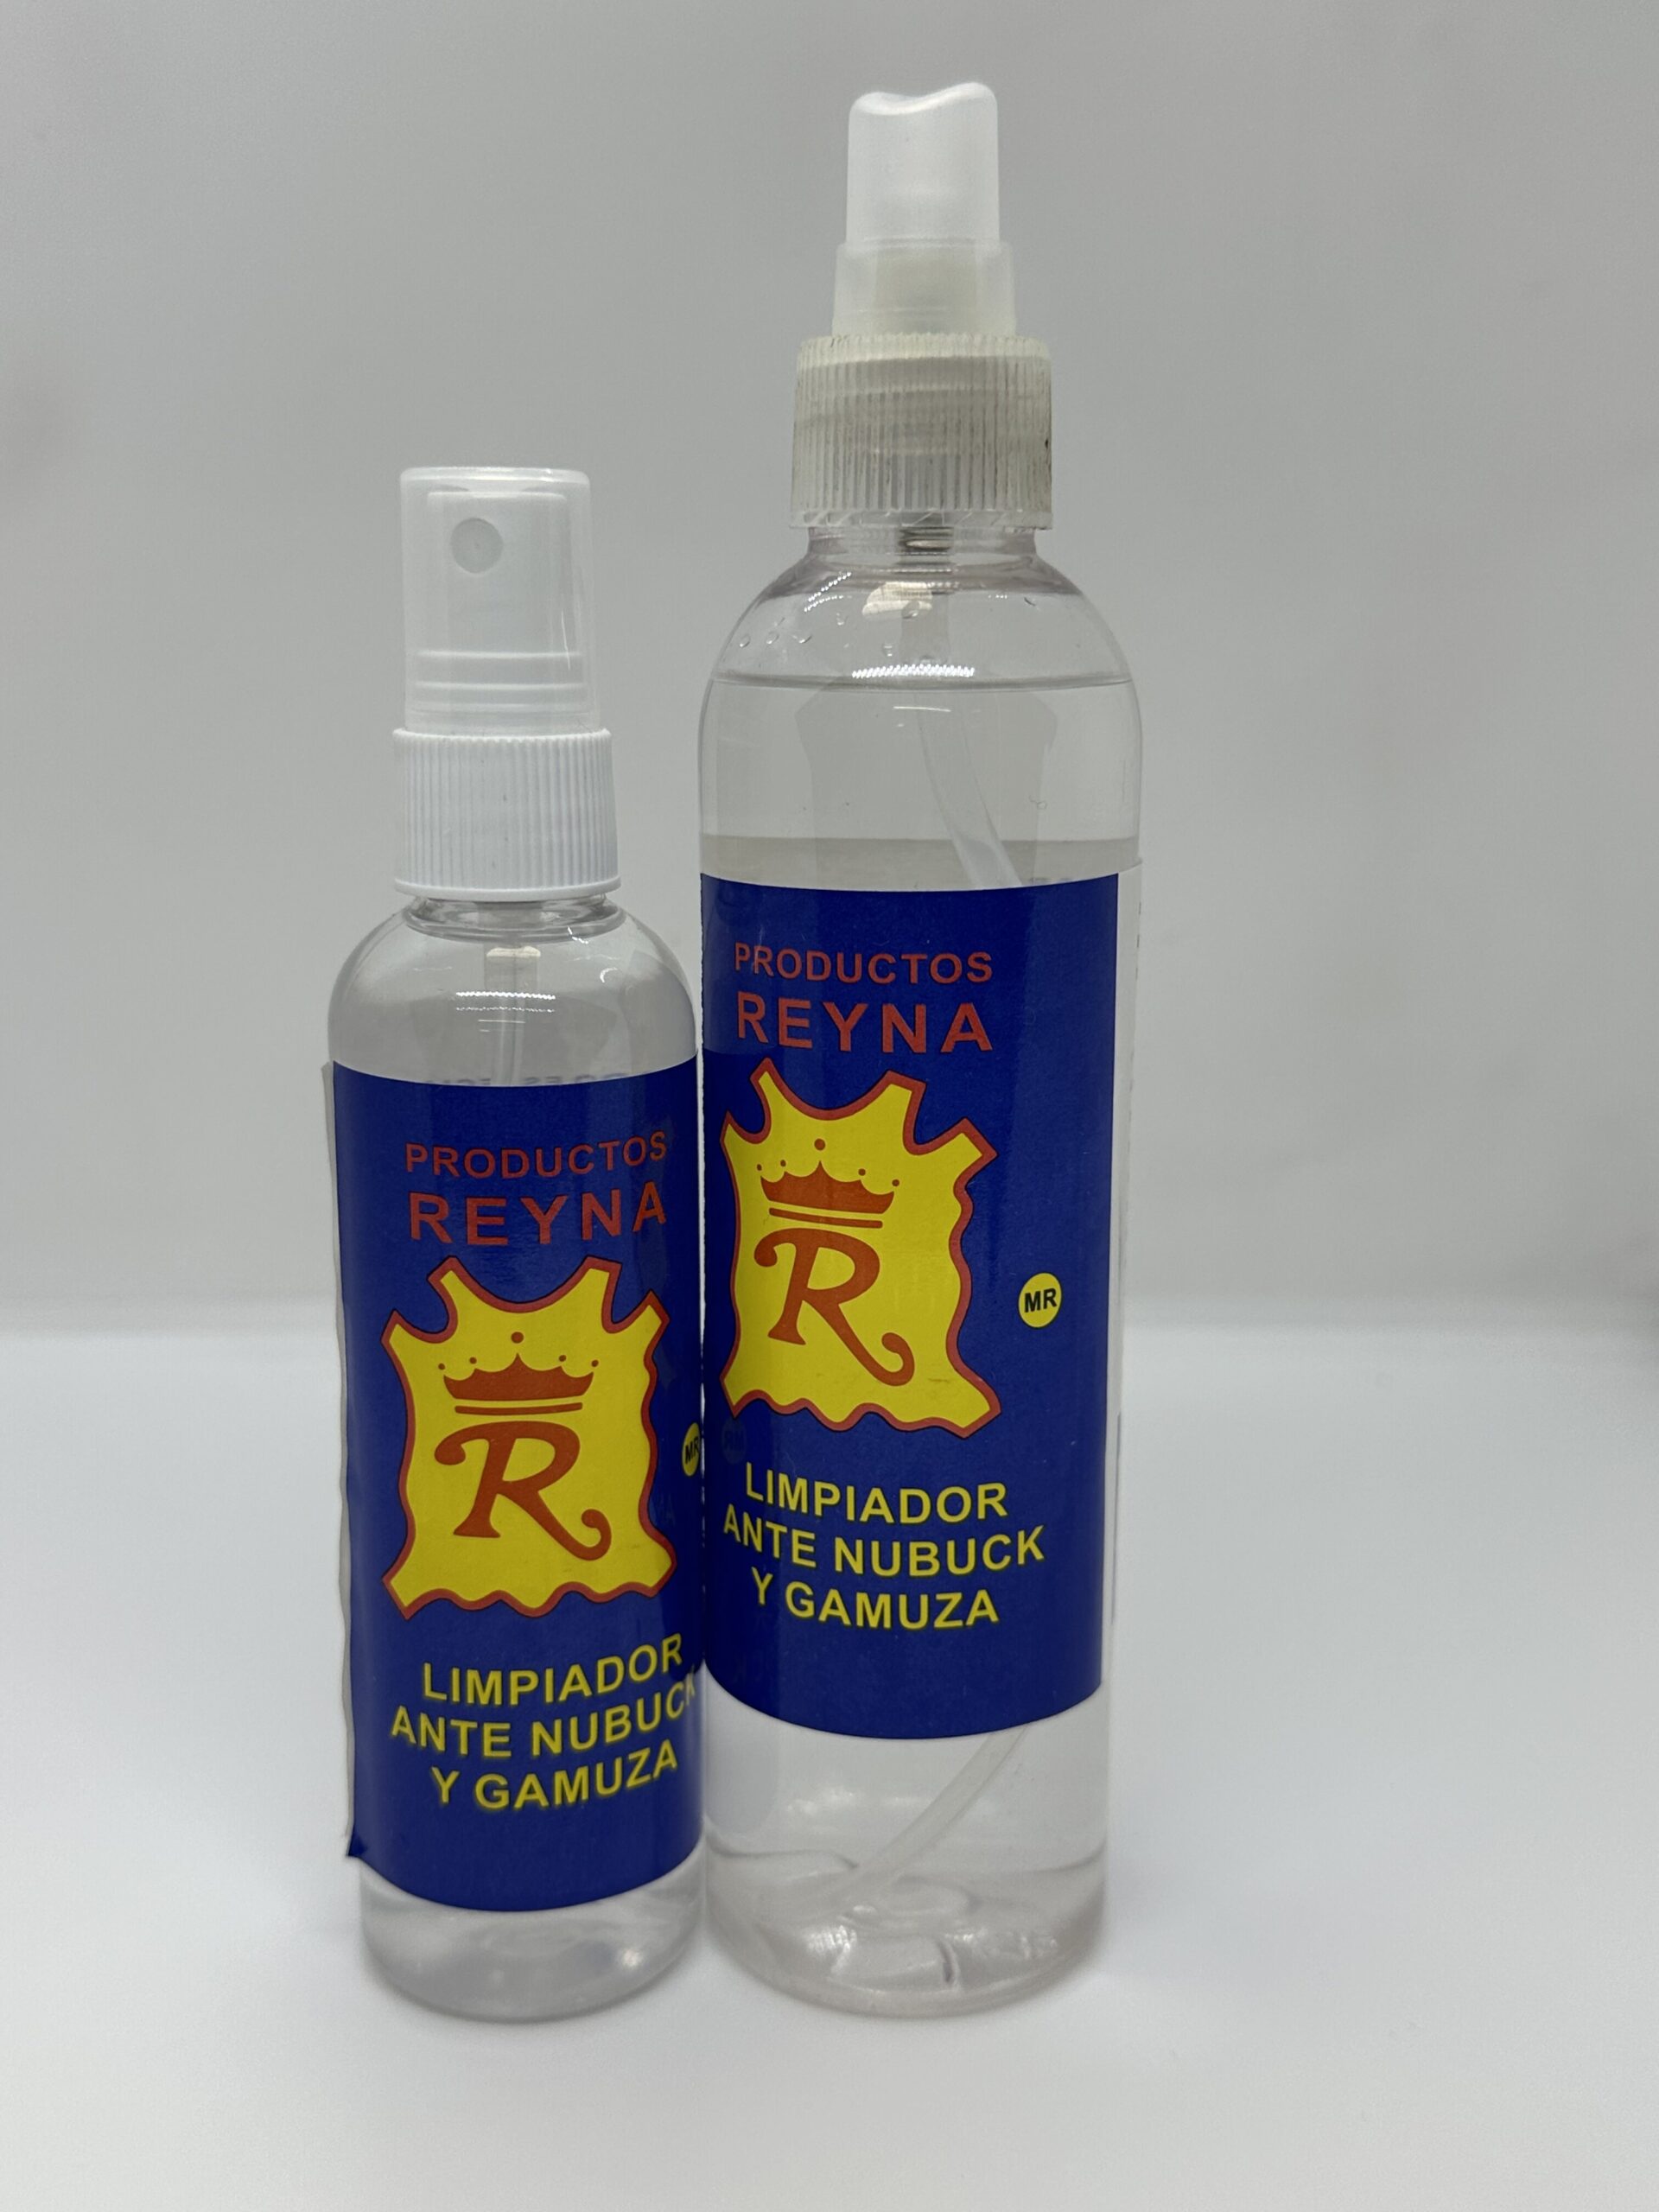 PRODUCTOS
REYNA
R
MR
LIMPIADOR
ANTE NUBUCK
Y GAMUZA
PRODUCTOS
REYNA
R
MR
LIMPIADOR
ANTE NUBUCK
Y GAMUZA